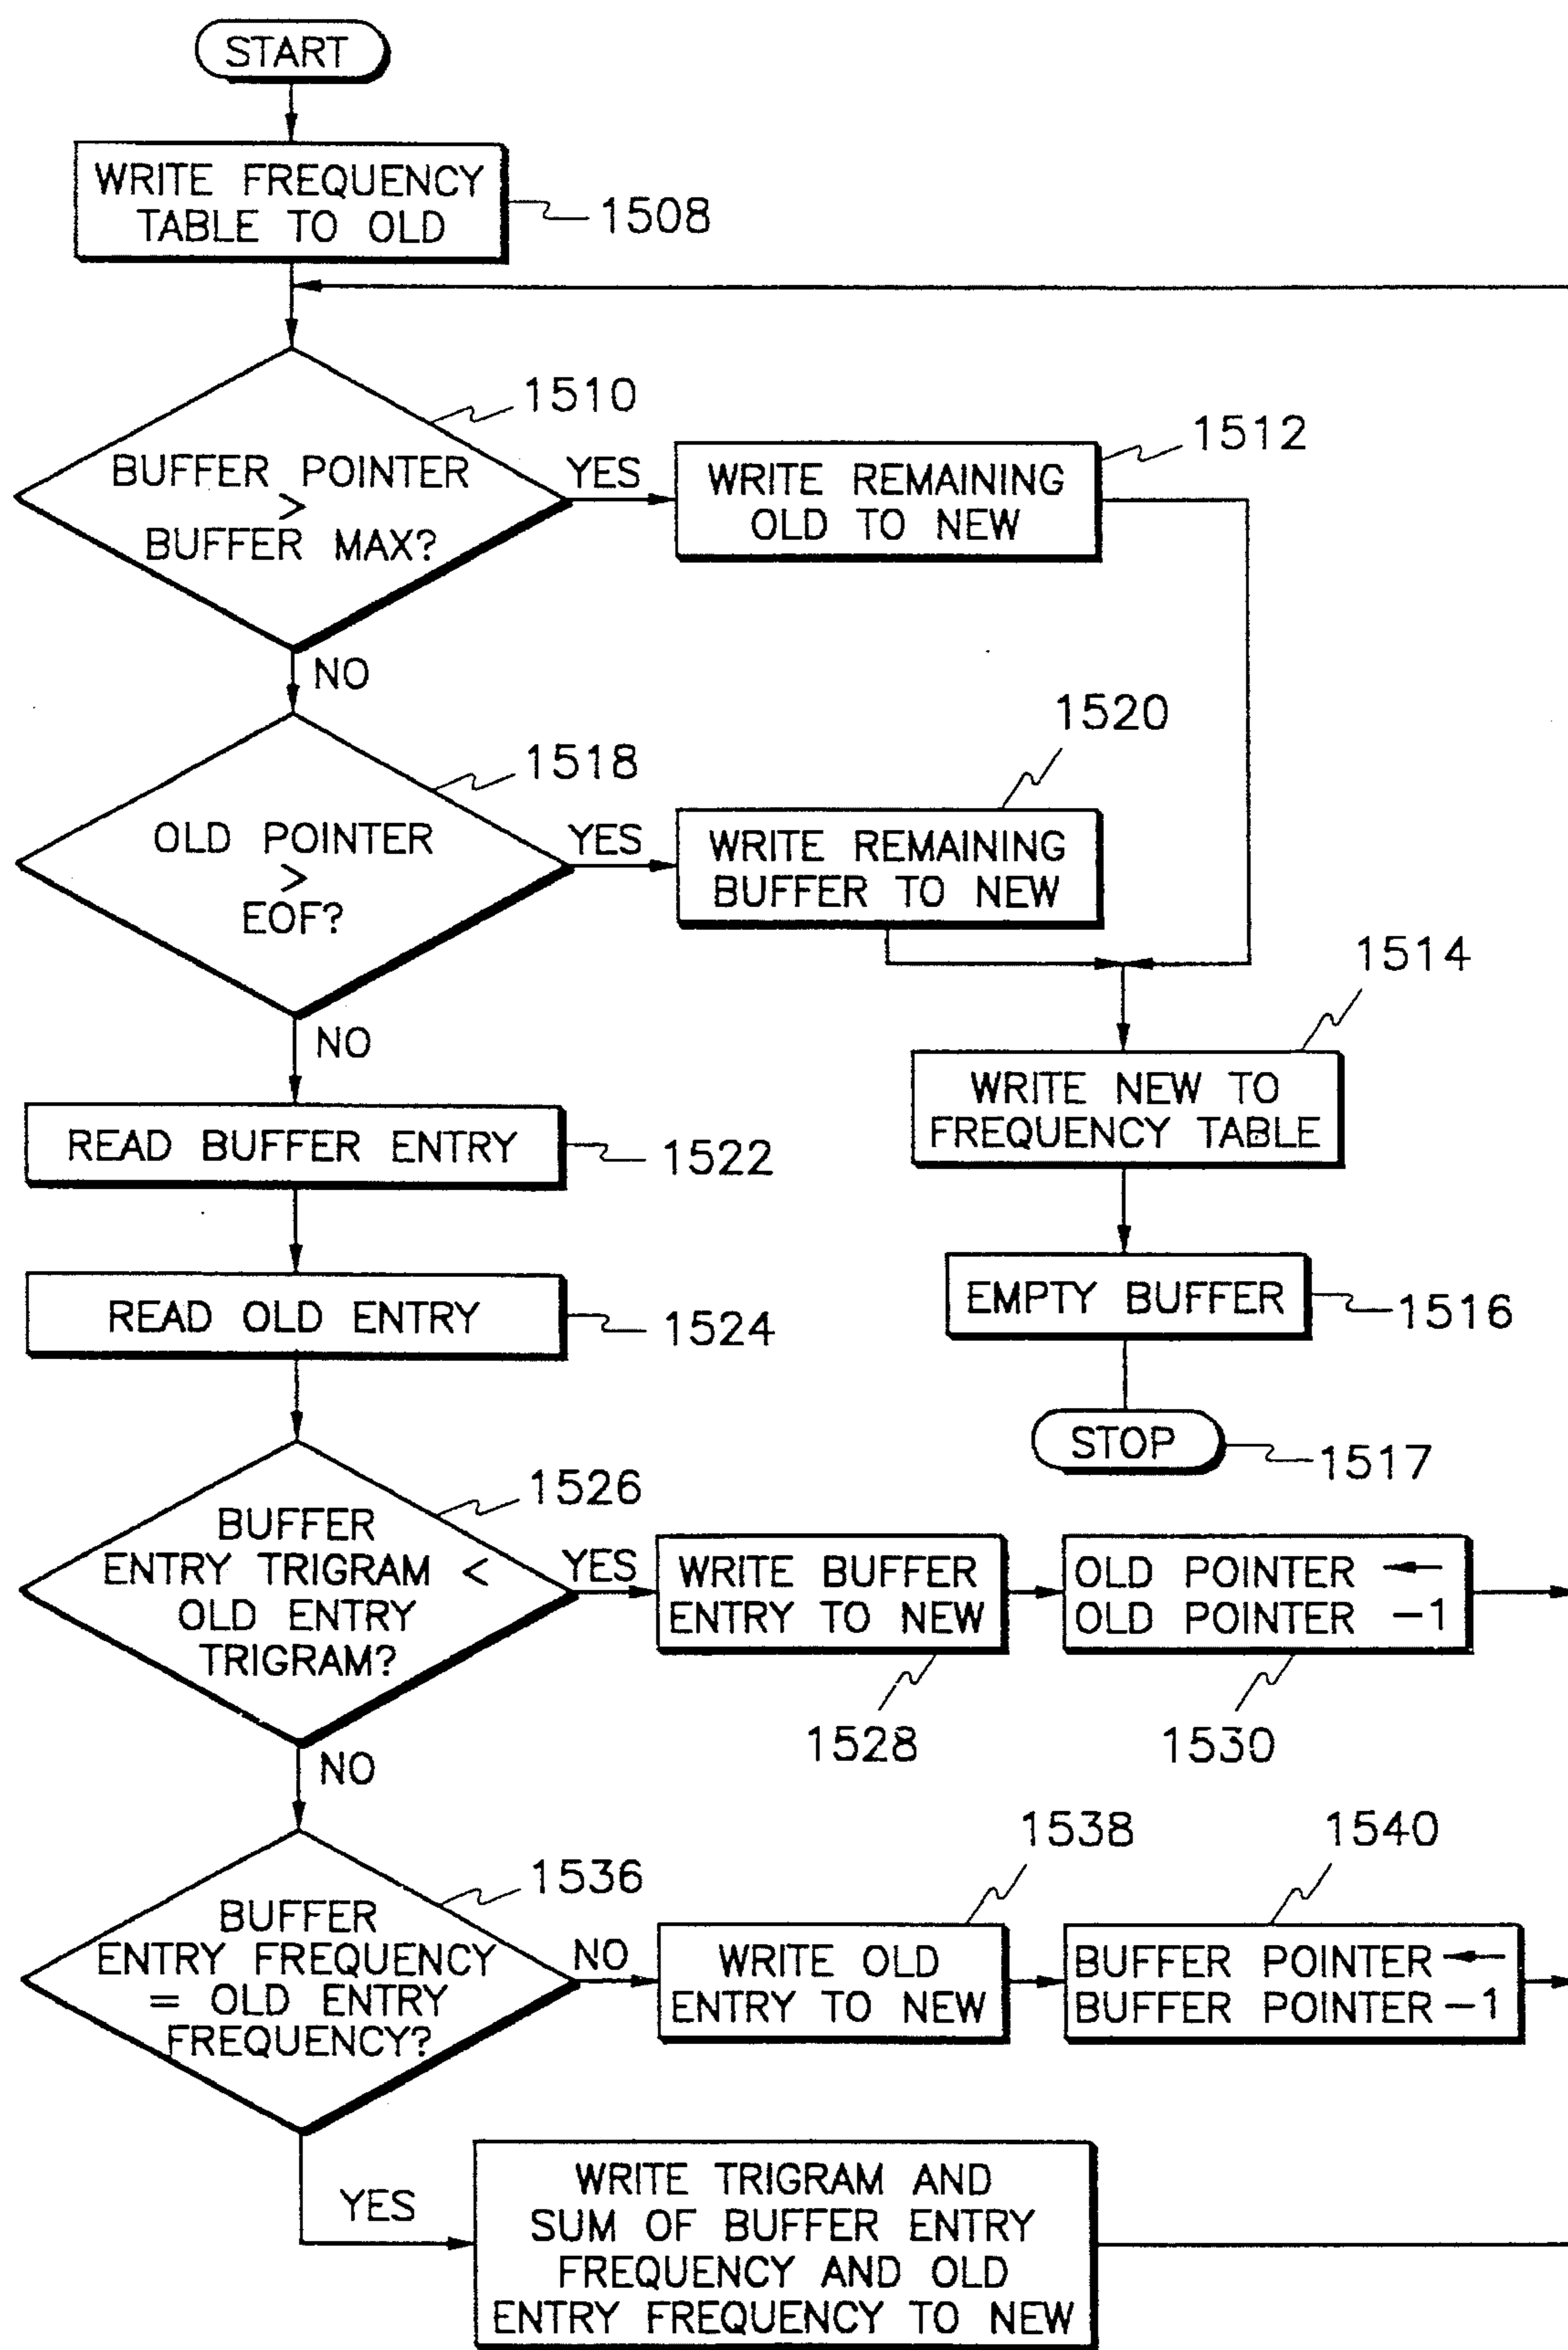 START
WRITE FREQUENCY
TABLE TO OLD
1508
1510
BUFFER POINTER
>
BUFFER MAX?
YES
WRITE REMAINING
OLD TO NEW
1512
NO
1518
OLD POINTER
>
EOF?
YES
1520
WRITE REMAINING
BUFFER TO NEW
NO
1514
WRITE NEW TO
FREQUENCY TABLE
READ BUFFER ENTRY
1522
EMPTY BUFFER
1516
READ OLD ENTRY
1524
STOP
1517
1526
BUFFER
ENTRY TRIGRAM <
OLD ENTRY
TRIGRAM?
YES
WRITE BUFFER
ENTRY TO NEW
1528
OLD POINTER ←
OLD POINTER -1
1530
NO
1536
BUFFER
ENTRY FREQUENCY
= OLD ENTRY
FREQUENCY?
NO
1538
WRITE OLD
ENTRY TO NEW
1540
BUFFER POINTER ←
BUFFER POINTER -1
YES
WRITE TRIGRAM AND
SUM OF BUFFER ENTRY
FREQUENCY AND OLD
ENTRY FREQUENCY TO NEW